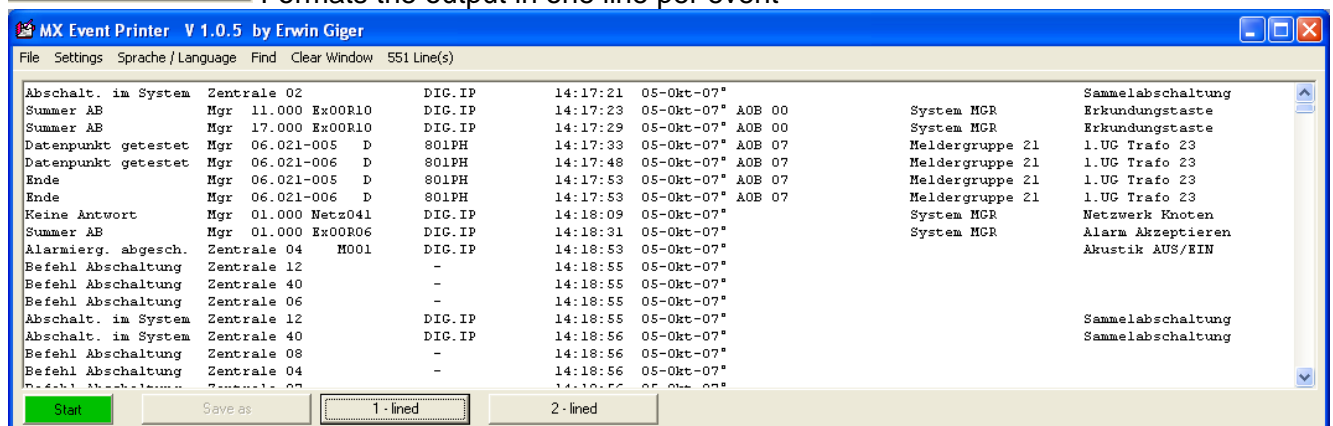 Formats the output in one line per event
MX Event Printer V 1.0.5 by Erwin Giger
File Settings Sprache / Language Find Clear Window 551 Line(s)
Abschalt. im System Zentrale 02 DIG.IP 14:17:21 05-Okt-07" Sammelabschaltung
Summer AB Mgr 11.000 Ex00R10 DIG.IP 14:17:23 05-Okt-07" AOB 00 System MGR Erkundungstaste
Summer AB Mgr 17.000 Ex00R10 DIG.IP 14:17:29 05-Okt-07" AOB 00 System MGR Erkundungstaste
Datenpunkt getestet Mgr 06.021-005 D 801PH 14:17:33 05-Okt-07" AOB 07 Meldergruppe 21 1.UG Trafo 23
Datenpunkt getestet Mgr 06.021-006 D 801PH 14:17:48 05-Okt-07" AOB 07 Meldergruppe 21 1.UG Trafo 23
Ende Mgr 06.021-005 D 801PH 14:17:53 05-Okt-07" AOB 07 Meldergruppe 21 1.UG Trafo 23
Ende Mgr 06.021-006 D 801PH 14:17:53 05-Okt-07" AOB 07 Meldergruppe 21 1.UG Trafo 23
Keine Antwort Mgr 01.000 Netz041 DIG.IP 14:18:09 05-Okt-07" System MGR Netzwerk Knoten
Summer AB Mgr 01.000 Ex00R06 DIG.IP 14:18:31 05-Okt-07" System MGR Alarm Akzeptieren
Alarmierg. abgesch. Zentrale 04 M001 DIG.IP 14:18:53 05-Okt-07" Akustik AUS/EIN
Befehl Abschaltung Zentrale 12 - 14:18:55 05-Okt-07"
Befehl Abschaltung Zentrale 40 - 14:18:55 05-Okt-07"
Befehl Abschaltung Zentrale 06 - 14:18:55 05-Okt-07"
Abschalt. im System Zentrale 12 DIG.IP 14:18:55 05-Okt-07" Sammelabschaltung
Abschalt. im System Zentrale 40 DIG.IP 14:18:56 05-Okt-07" Sammelabschaltung
Befehl Abschaltung Zentrale 08 - 14:18:56 05-Okt-07"
Befehl Abschaltung Zentrale 04 - 14:18:56 05-Okt-07"
Start Save as 1 - lined 2 - lined